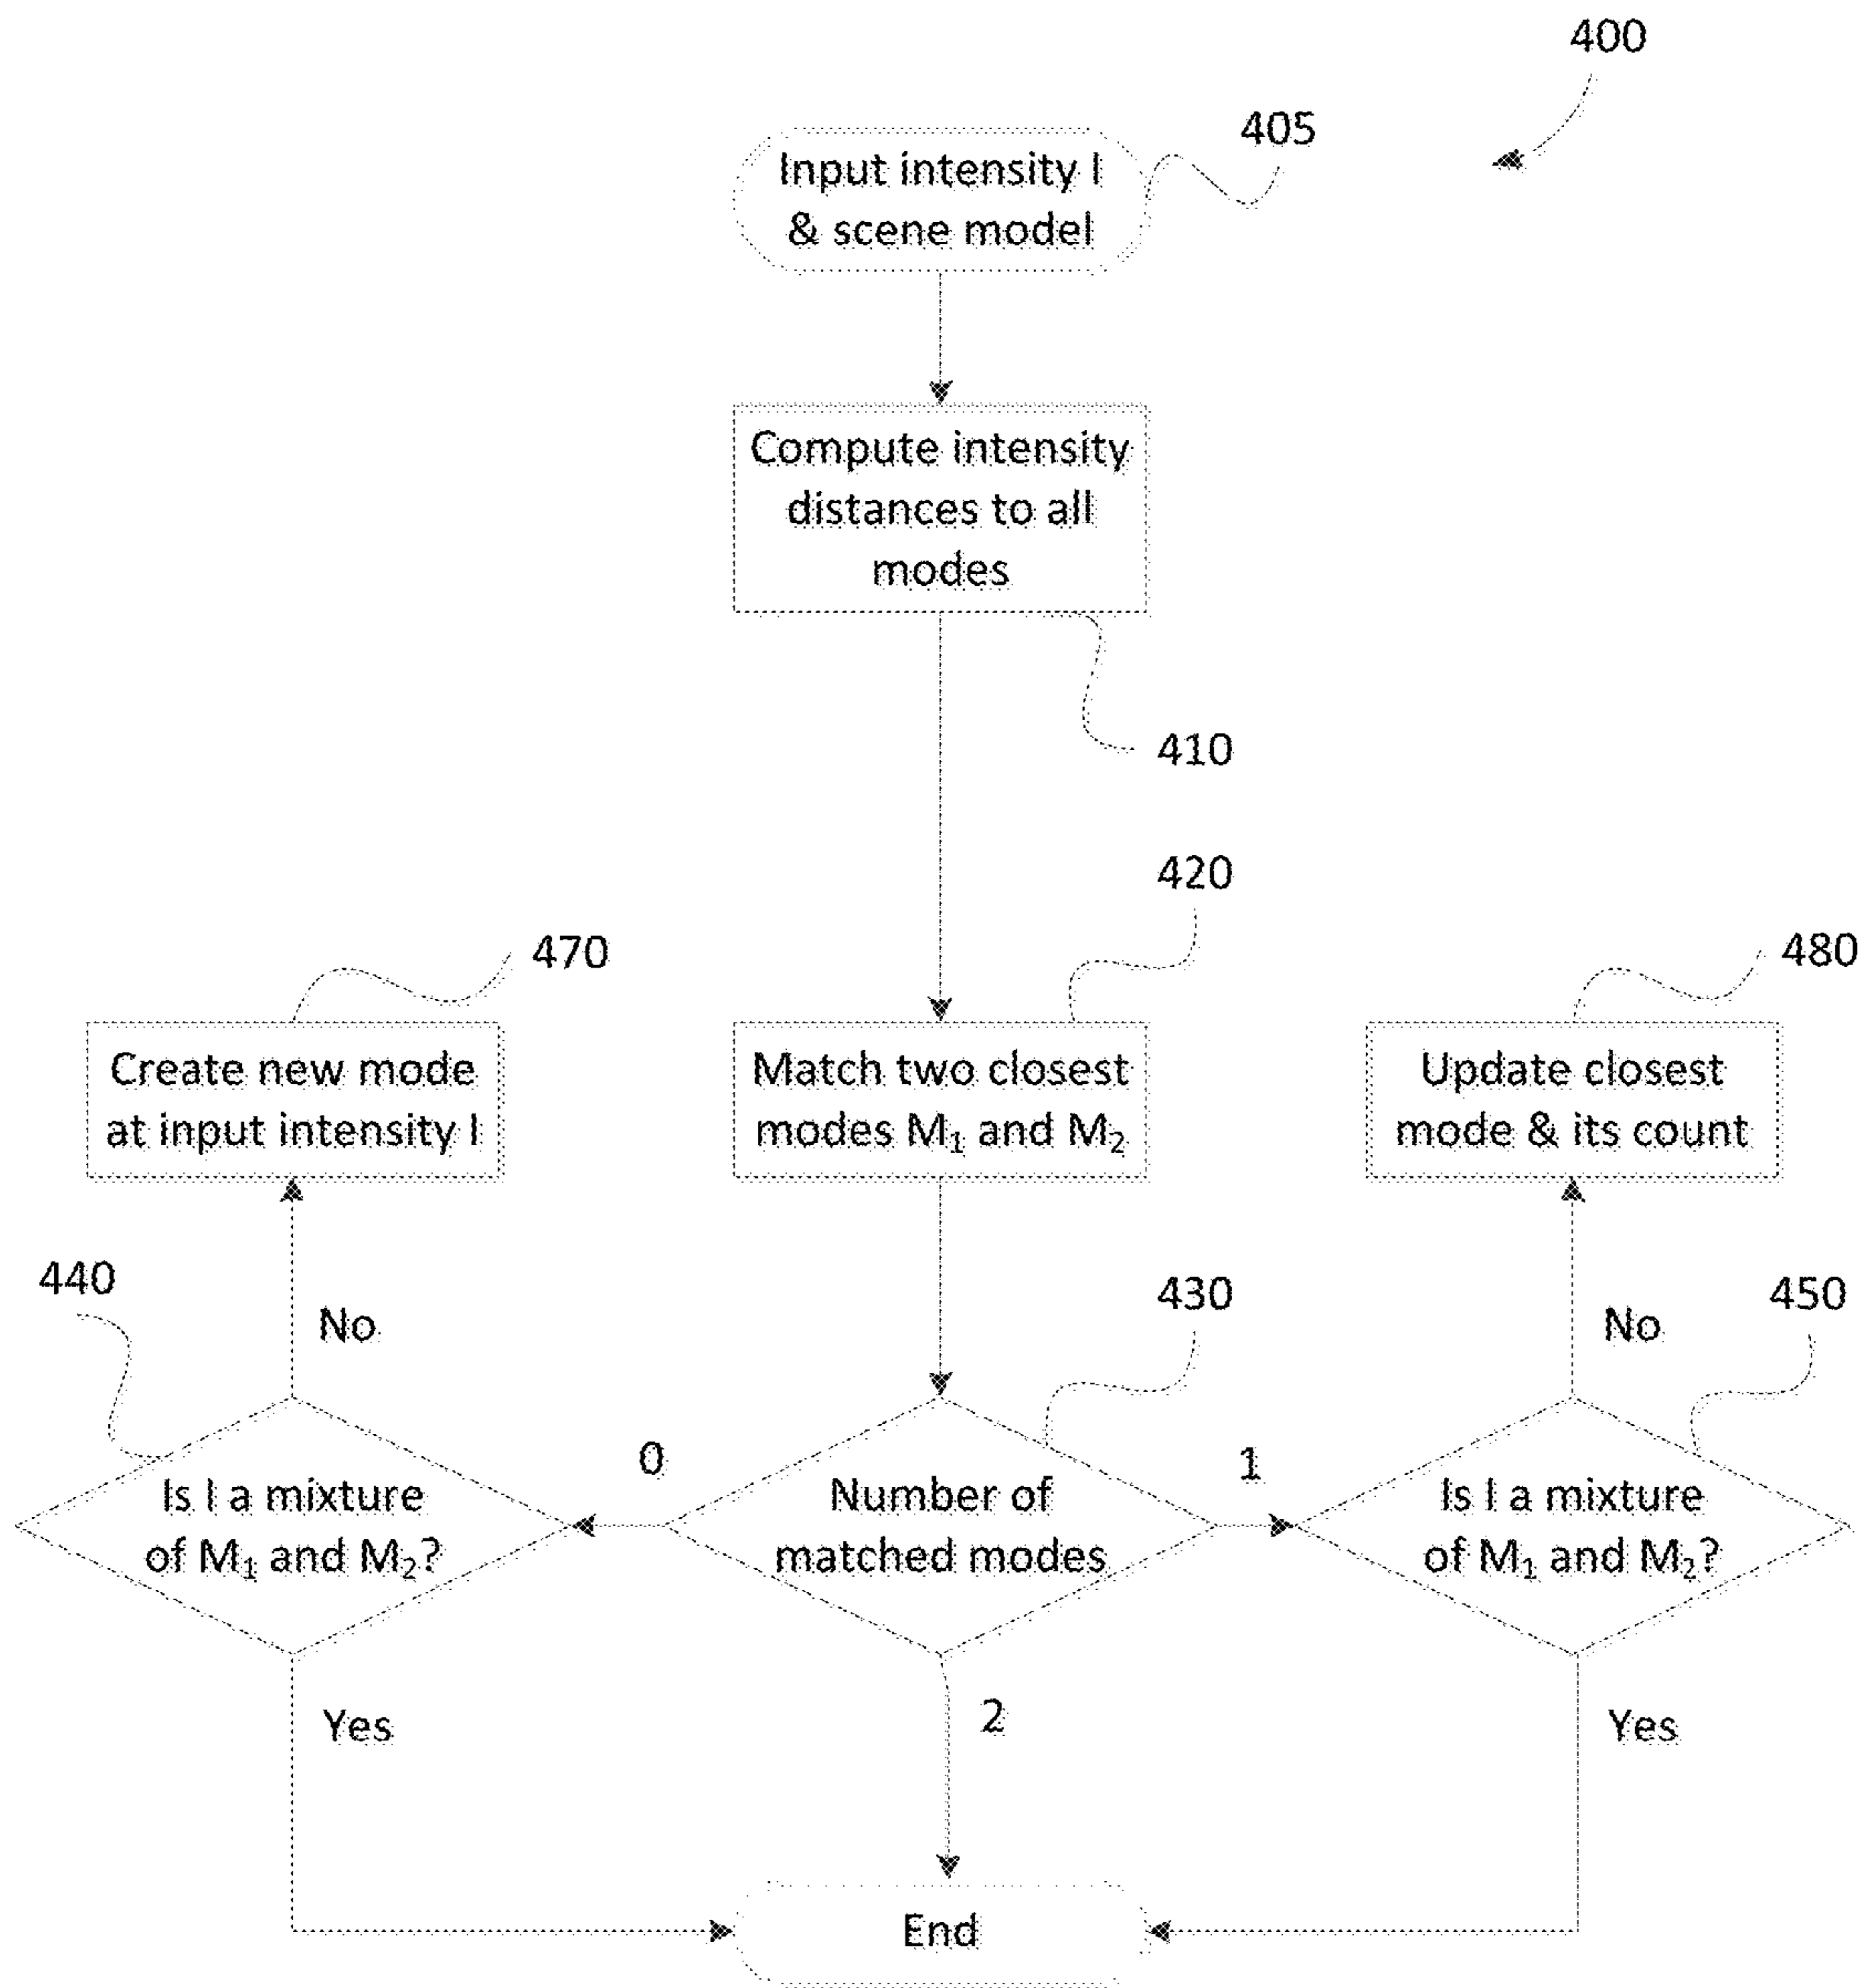 400
405
Input intensity I
& scene model
Compute intensity
distances to all
modes
410
420
470
480
Create new mode
at input intensity I
Match two closest
modes M₁ and M₂
Update closest
mode & its count
440
430
450
No
No
0
1
Is I a mixture
of M₁ and M₂?
Number of
matched modes
Is I a mixture
of M₁ and M₂?
Yes
2
Yes
End